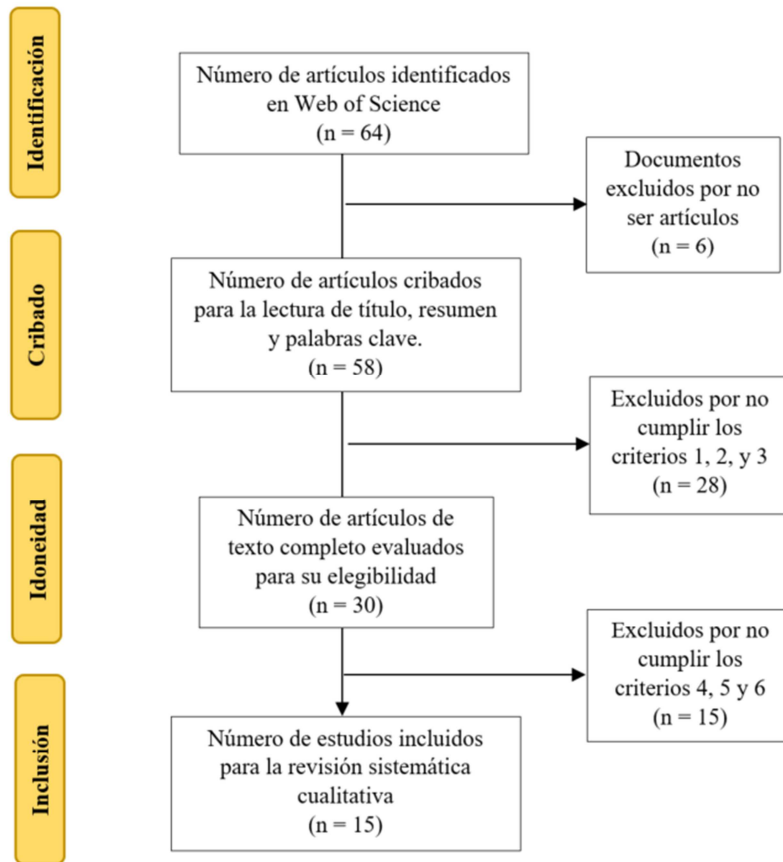 Identificación
Número de artículos identificados
en Web of Science
(n = 64)
Documentos
excluidos por no
ser artículos
(n = 6)
Cribado
Número de artículos cribados
para la lectura de título, resumen
y palabras clave.
(n = 58)
Excluidos por no
cumplir los
criterios 1, 2, y 3
(n = 28)
Idoneidad
Número de artículos de
texto completo evaluados
para su elegibilidad
(n = 30)
Excluidos por no
cumplir los
criterios 4, 5 y 6
(n = 15)
Inclusión
Número de estudios incluidos
para la revisión sistemática
cualitativa
(n = 15)